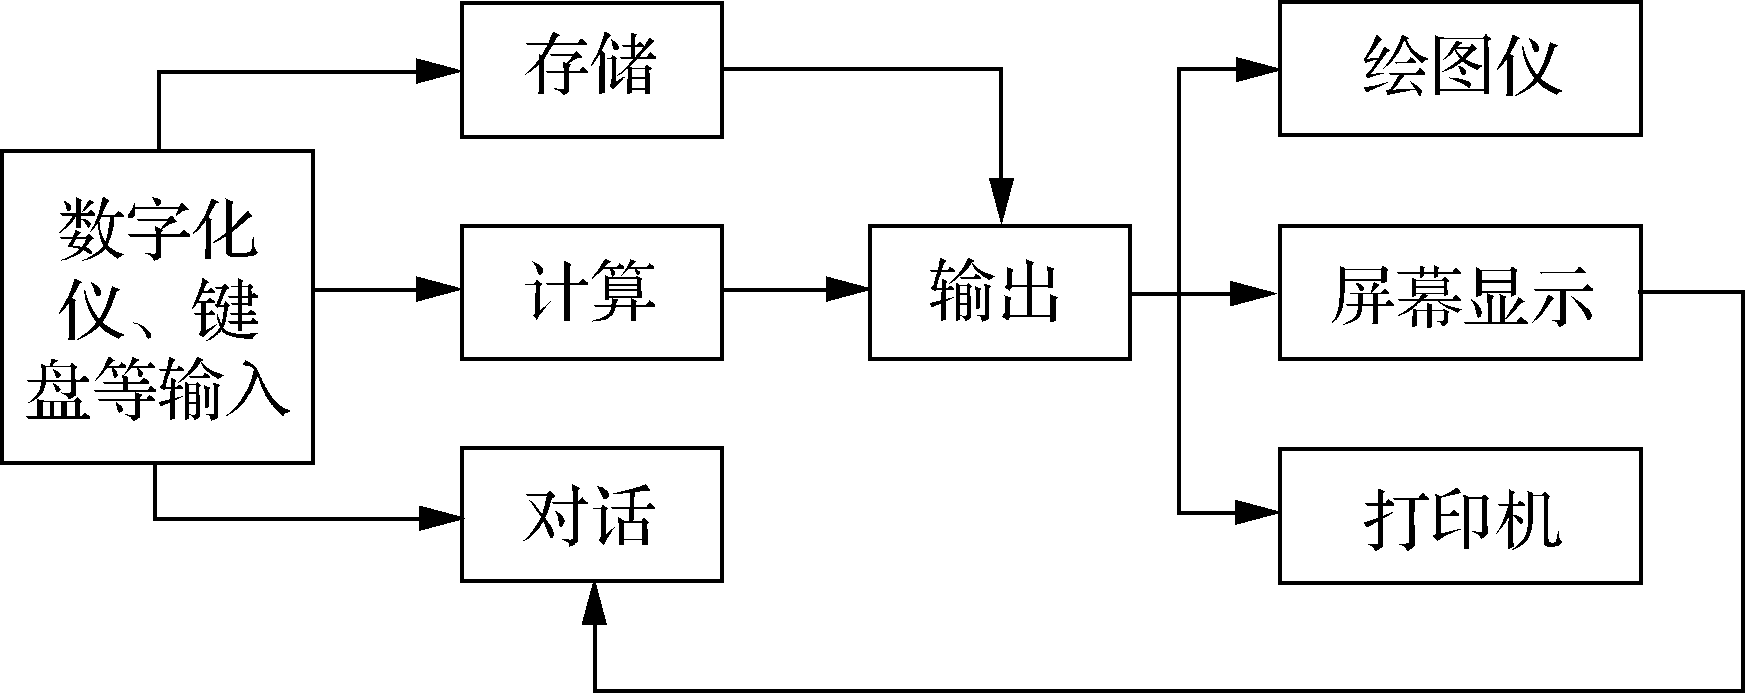 数字化
仪、键
盘等输入
存储
计算
对话
输出
绘图仪
屏幕显示
打印机